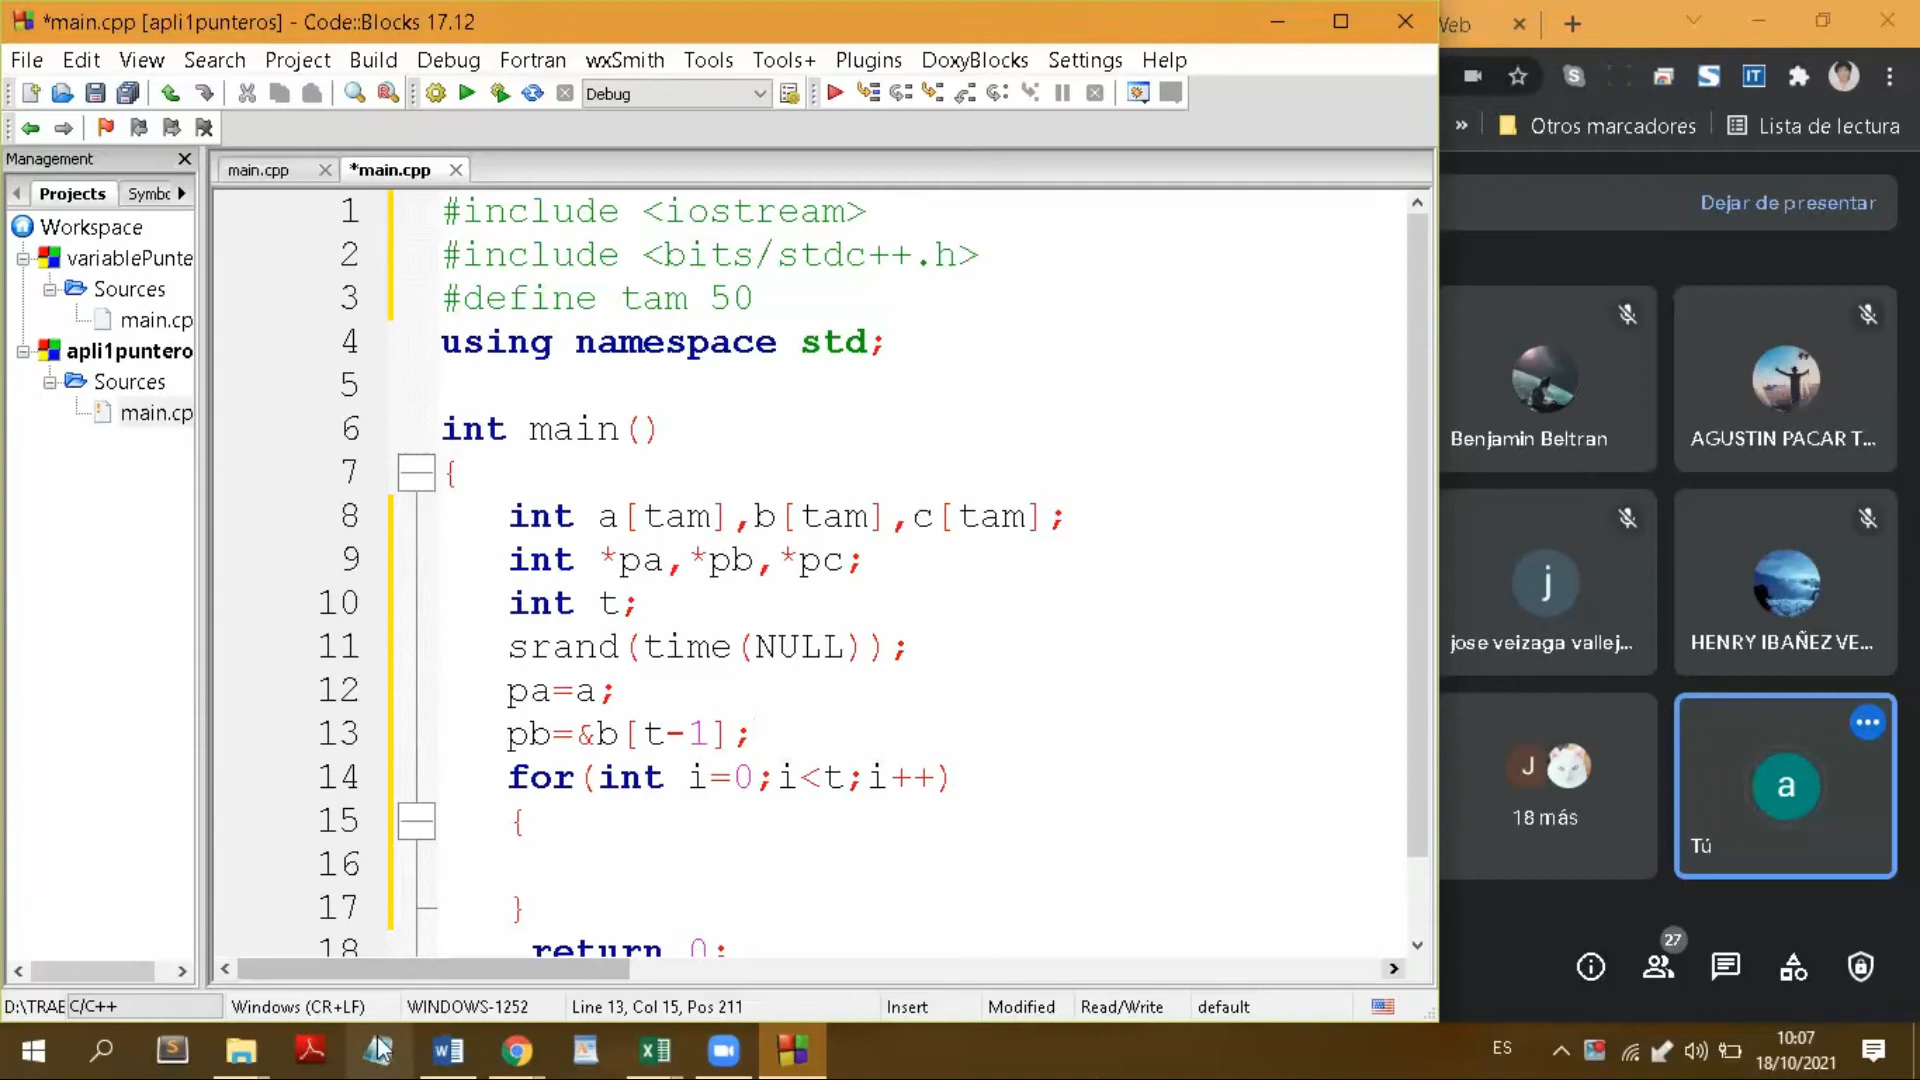 *main.cpp [apli1punteros] - Code::Blocks 17.12
Web
File Edit View Search Project Build Debug Fortran wxSmith Tools Tools+ Plugins DoxyBlocks Settings Help
Debug
IT
» Otros marcadores Lista de lectura
Management
main.cpp *main.cpp
Projects Symbc
Workspace
variablePunte
Sources
main.cp
apli1puntero
Sources
main.cp
1 #include <iostream>
2 #include <bits/stdc++.h>
3 #define tam 50
4 using namespace std;
5
6 int main()
7 {
8 int a[tam],b[tam],c[tam];
9 int *pa,*pb,*pc;
10 int t;
11 srand(time(NULL));
12 pa=a;
13 pb=&b[t-1];
14 for(int i=0;i<t;i++)
15 {
16
17 }
18 return 0;
Dejar de presentar
Benjamin Beltran
AGUSTIN PACAR T...
j
jose veizaga vallej...
HENRY IBAÑEZ VE...
J
18 más
a
Tú
27
D:\TRAE C/C++ Windows (CR+LF) WINDOWS-1252 Line 13, Col 15, Pos 211 Insert Modified Read/Write default
ES
10:07
18/10/2021